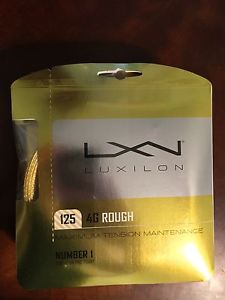 LXN
LUXILON
125 4G ROUGH
MAXIMUM TENSION MAINTENANCE
NUMBER 1